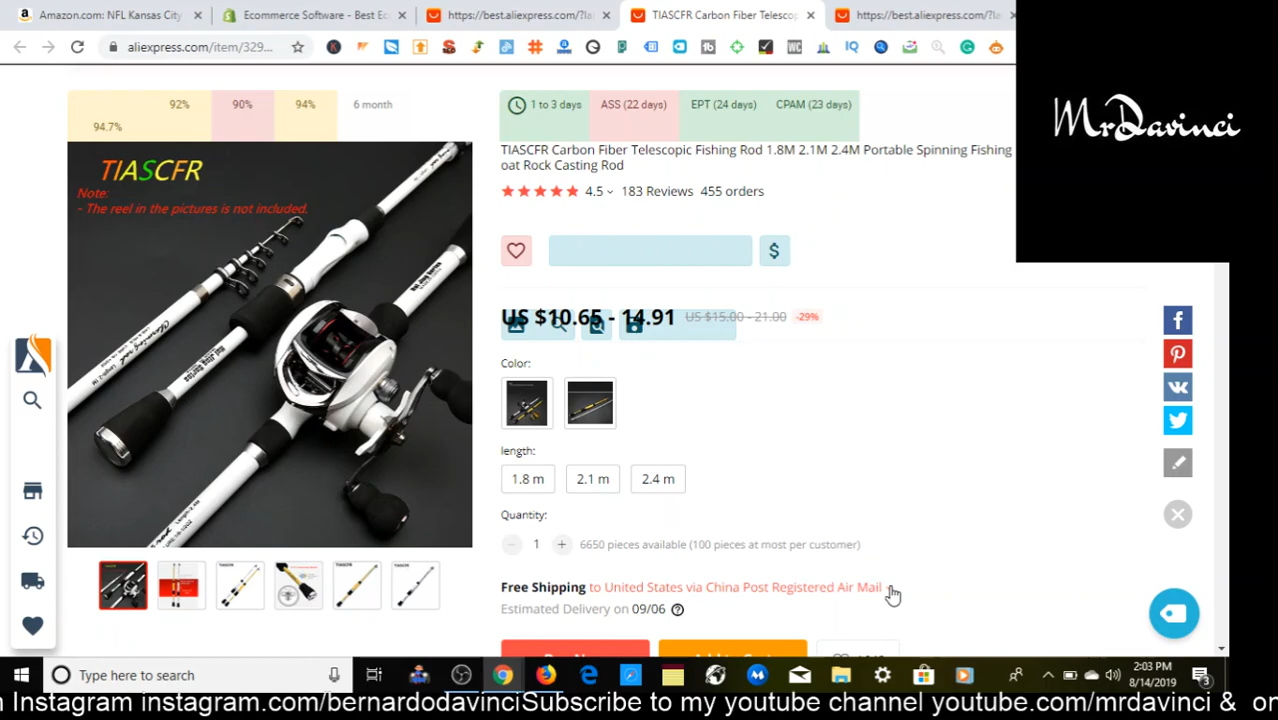 Amazon.com: NFL Kansas City
Ecommerce Software - Best Ec
https://best.aliexpress.com/?la
TIASCFR Carbon Fiber Telescop
https://best.aliexpress.com/?la
aliexpress.com/item/329...
MrDavinci
92% 90% 94% 6 month
94.7%
1 to 3 days ASS (22 days) EPT (24 days) CPAM (23 days)
TIASCFR
Note:
- The reel in the pictures is not included.
TIASCFR Carbon Fiber Telescopic Fishing Rod 1.8M 2.1M 2.4M Portable Spinning Fishing
oat Rock Casting Rod
4.5 183 Reviews 455 orders
$
US $10.65 - 14.91 US $15.00 - 21.00 -29%
Color:
length:
1.8 m 2.1 m 2.4 m
Quantity:
1 6650 pieces available (100 pieces at most per customer)
Free Shipping to United States via China Post Registered Air Mail
Estimated Delivery on 09/06
Type here to search
2:03 PM
8/14/2019
n Instagram instagram.com/bernardodavinciSubscribe to my youtube channel youtube.com/mrdavinci & or